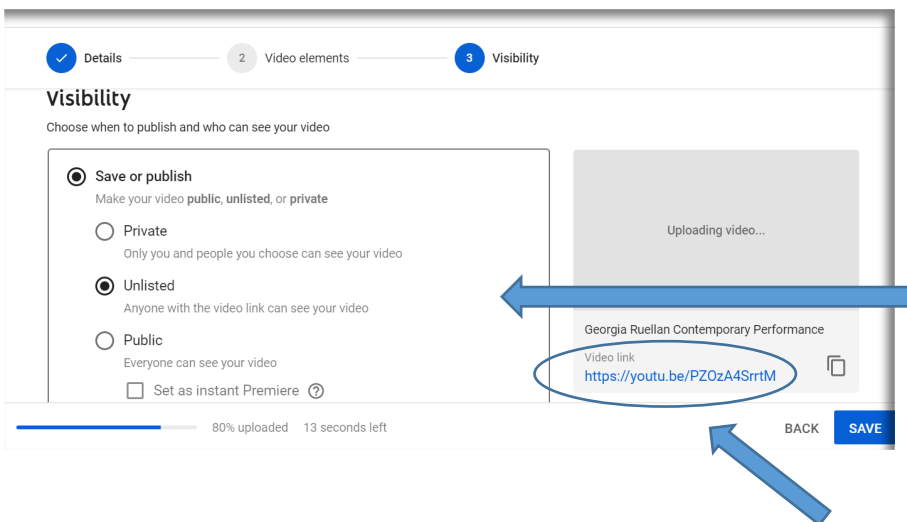 Details 2 Video elements 3 Visibility
Visibility
Choose when to publish and who can see your video
Save or publish
Make your video public, unlisted, or private
Private
Only you and people you choose can see your video
Unlisted
Anyone with the video link can see your video
Public
Everyone can see your video
Set as instant Premiere ?
Uploading video...
Georgia Ruellan Contemporary Performance
Video link
https://youtu.be/PZOzA4SrrtM
80% uploaded 13 seconds left
BACK SAVE